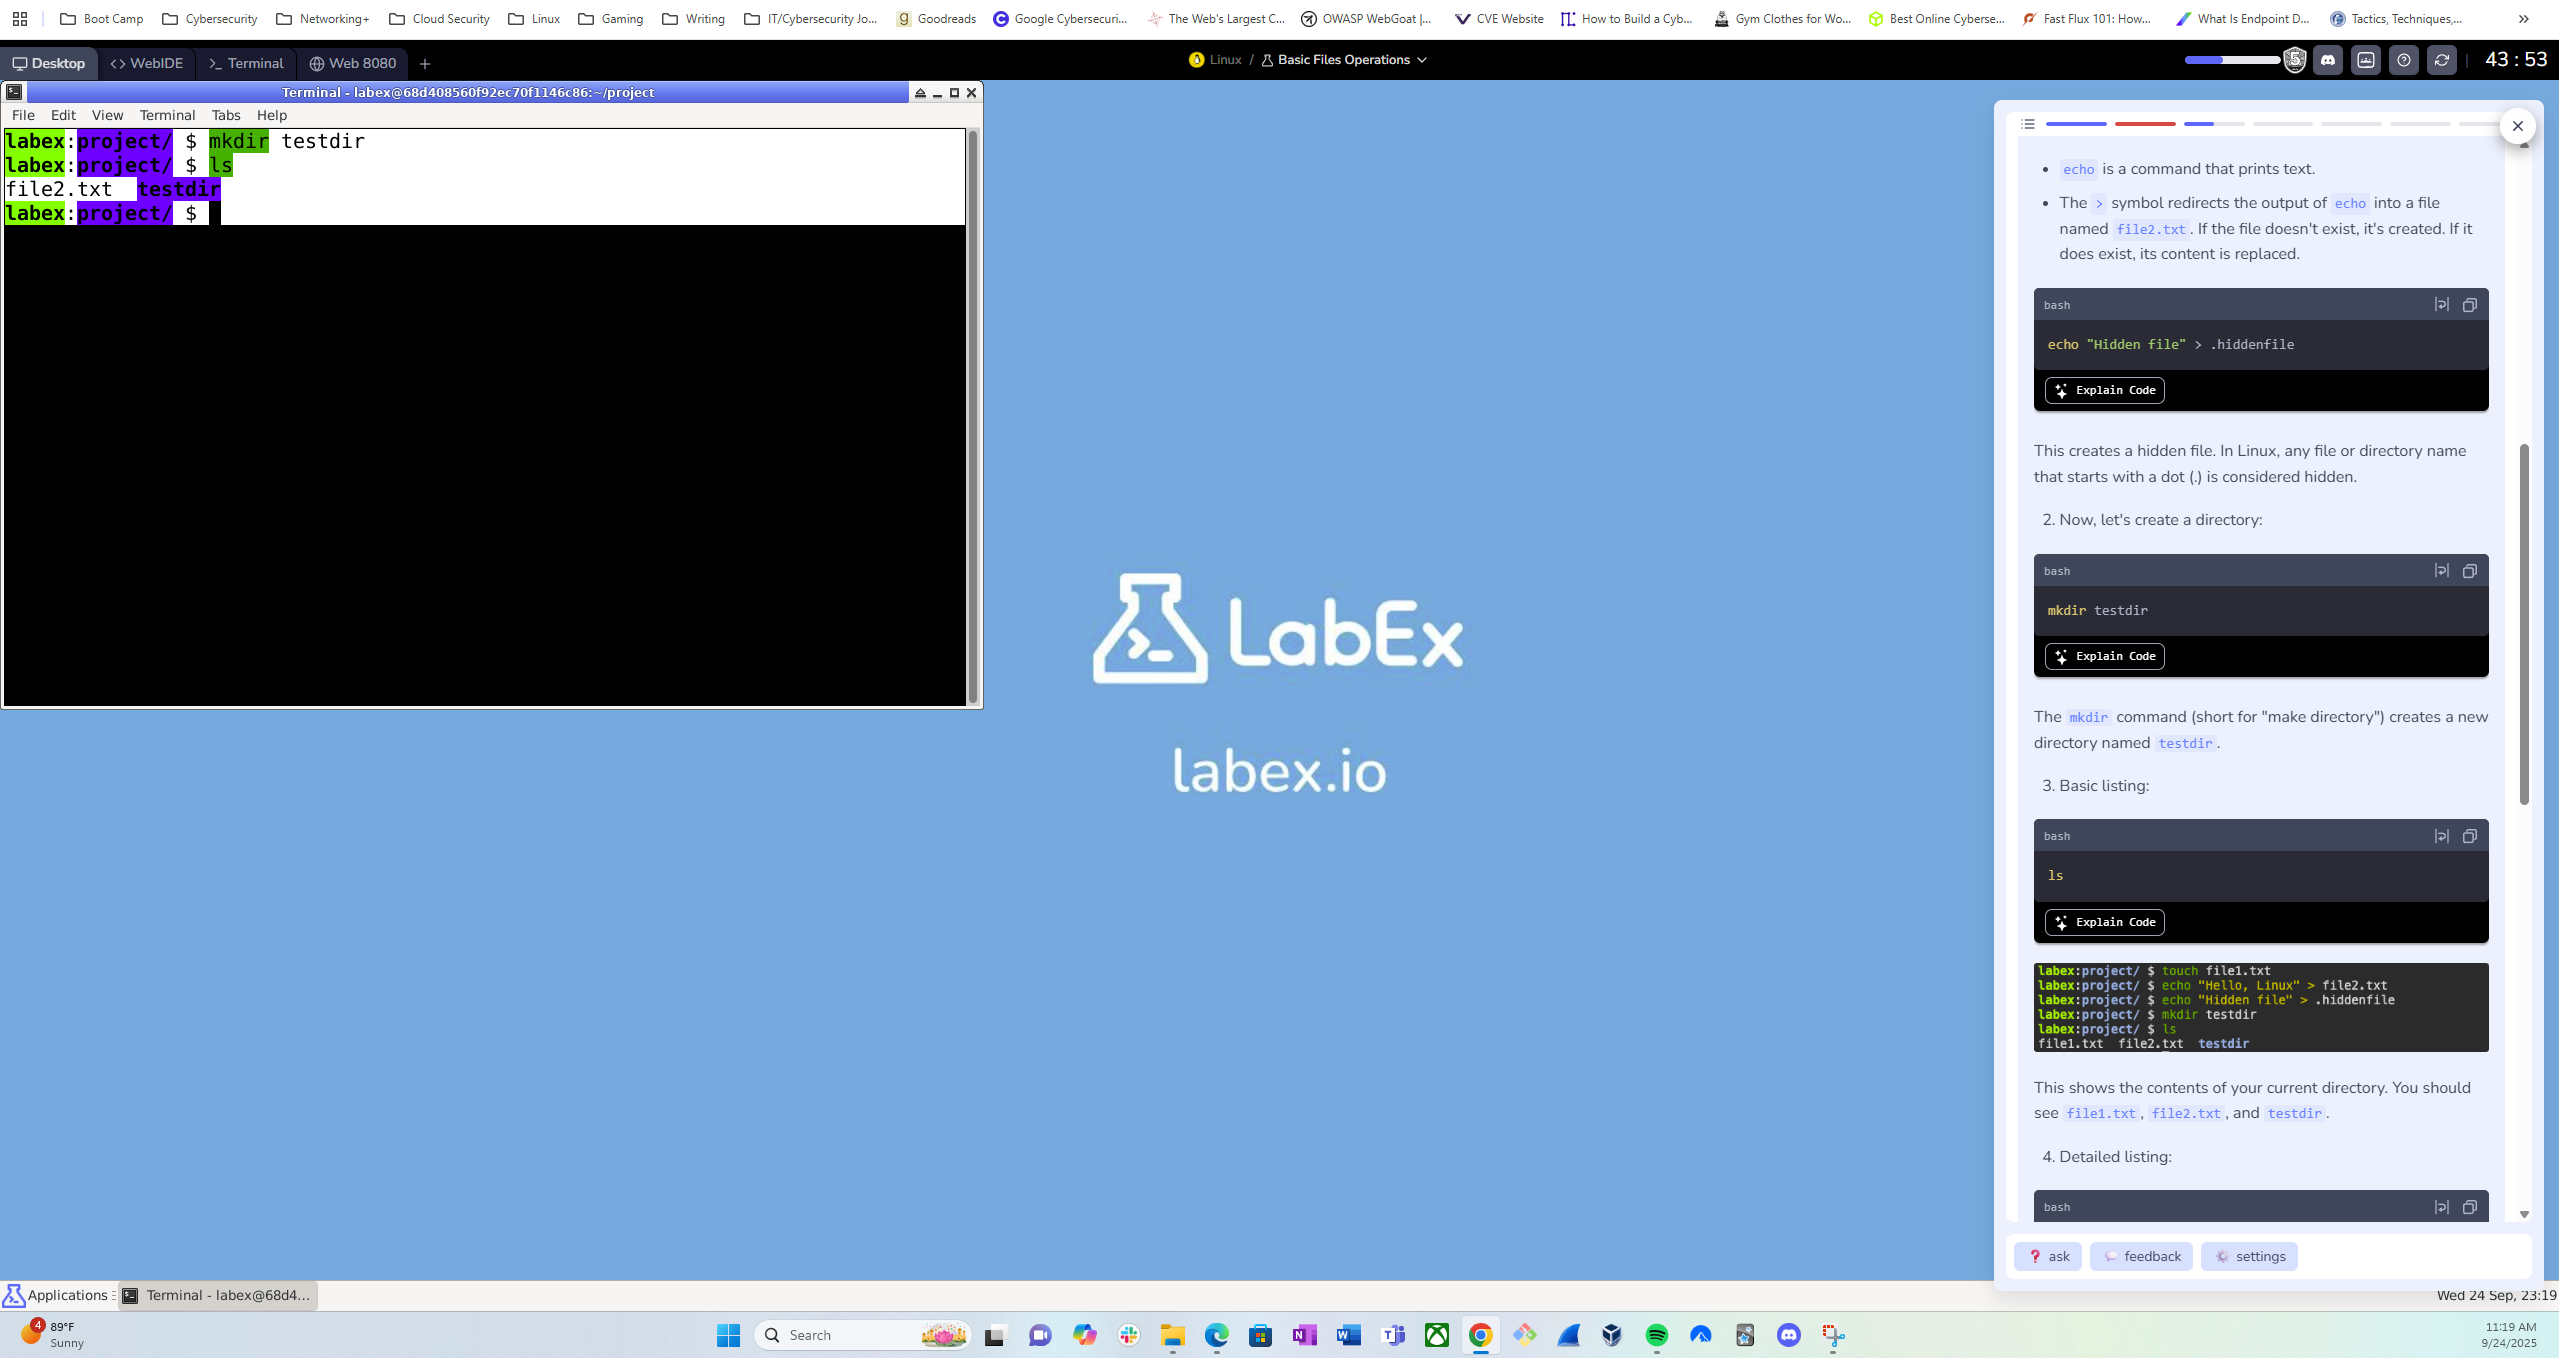 Boot Camp Cybersecurity Networking+ Cloud Security Linux Gaming Writing IT/Cybersecurity Jo... Goodreads Google Cybersecuri... The Web's Largest C... OWASP WebGoat |... CVE Website How to Build a Cyb... Gym Clothes for Wo... Best Online Cyberse... Fast Flux 101: How... What Is Endpoint D... Tactics, Techniques,... »
Desktop <> WebIDE >_ Terminal Web 8080 +
Linux / Basic Files Operations
43 : 53
Terminal - labex@68d408560f92ec70f1146c86:~/project
File Edit View Terminal Tabs Help
labex:project/ $ mkdir testdir
labex:project/ $ ls
file2.txt testdir
labex:project/ $
LabEx
labex.io
• echo is a command that prints text.
• The > symbol redirects the output of echo into a file
named file2.txt. If the file doesn't exist, it's created. If it
does exist, its content is replaced.
bash
echo "Hidden file" > .hiddenfile
Explain Code
This creates a hidden file. In Linux, any file or directory name
that starts with a dot (.) is considered hidden.
2. Now, let's create a directory:
bash
mkdir testdir
Explain Code
The mkdir command (short for "make directory") creates a new
directory named testdir.
3. Basic listing:
bash
ls
Explain Code
labex:project/ $ touch file1.txt
labex:project/ $ echo "Hello, Linux" > file2.txt
labex:project/ $ echo "Hidden file" > .hiddenfile
labex:project/ $ mkdir testdir
labex:project/ $ ls
file1.txt file2.txt testdir
This shows the contents of your current directory. You should
see file1.txt, file2.txt, and testdir.
4. Detailed listing:
bash
? ask feedback settings
Applications Terminal - labex@68d4... Wed 24 Sep, 23:19
4 89°F
Sunny
Search
11:19 AM
9/24/2025